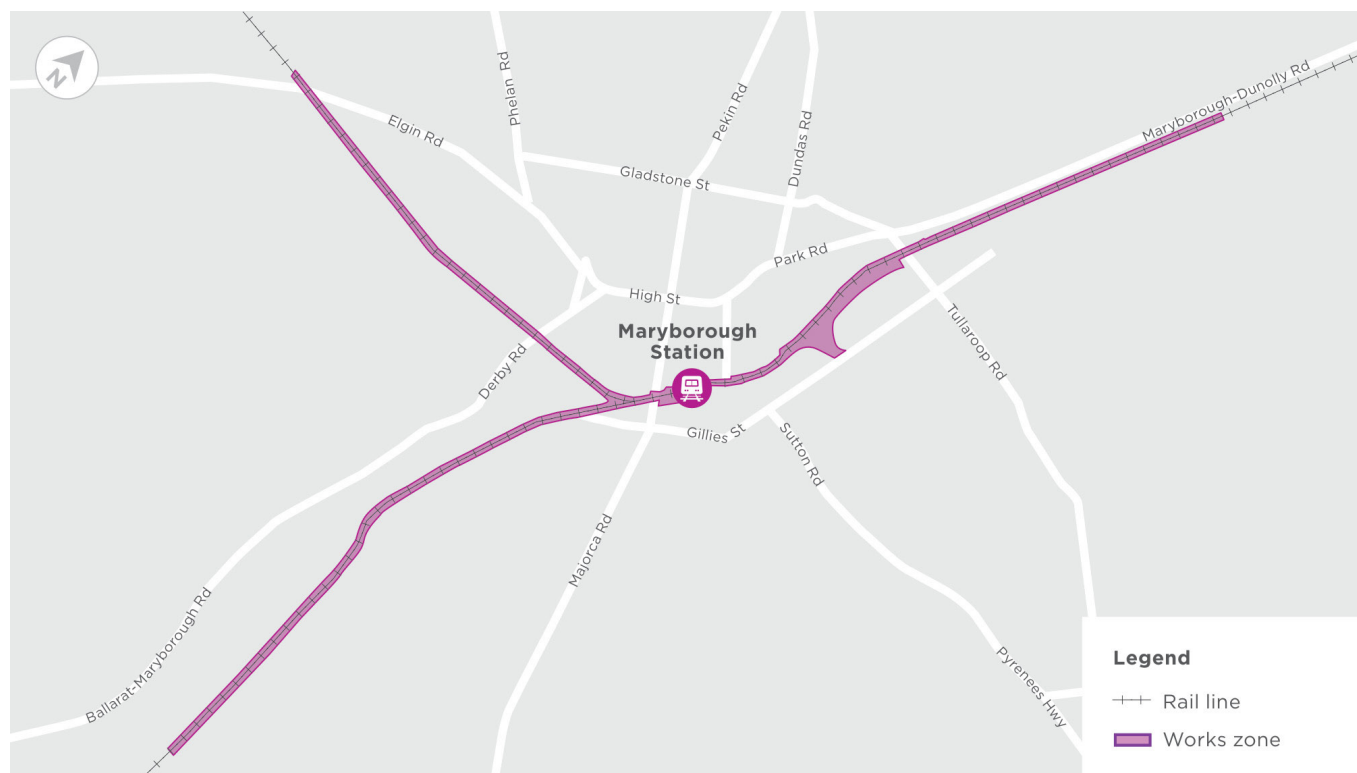 N
Phelan Rd
Pekin Rd
Maryborough-Dunolly Rd
Elgin Rd
Dundas Rd
Gladstone St
Park Rd
High St
Maryborough
Station
Tullaroop Rd
Derby Rd
Gillies St
Sutton Rd
Majorca Rd
Ballarat-Maryborough Rd
Pyrenees Hwy
Legend
Rail line
Works zone